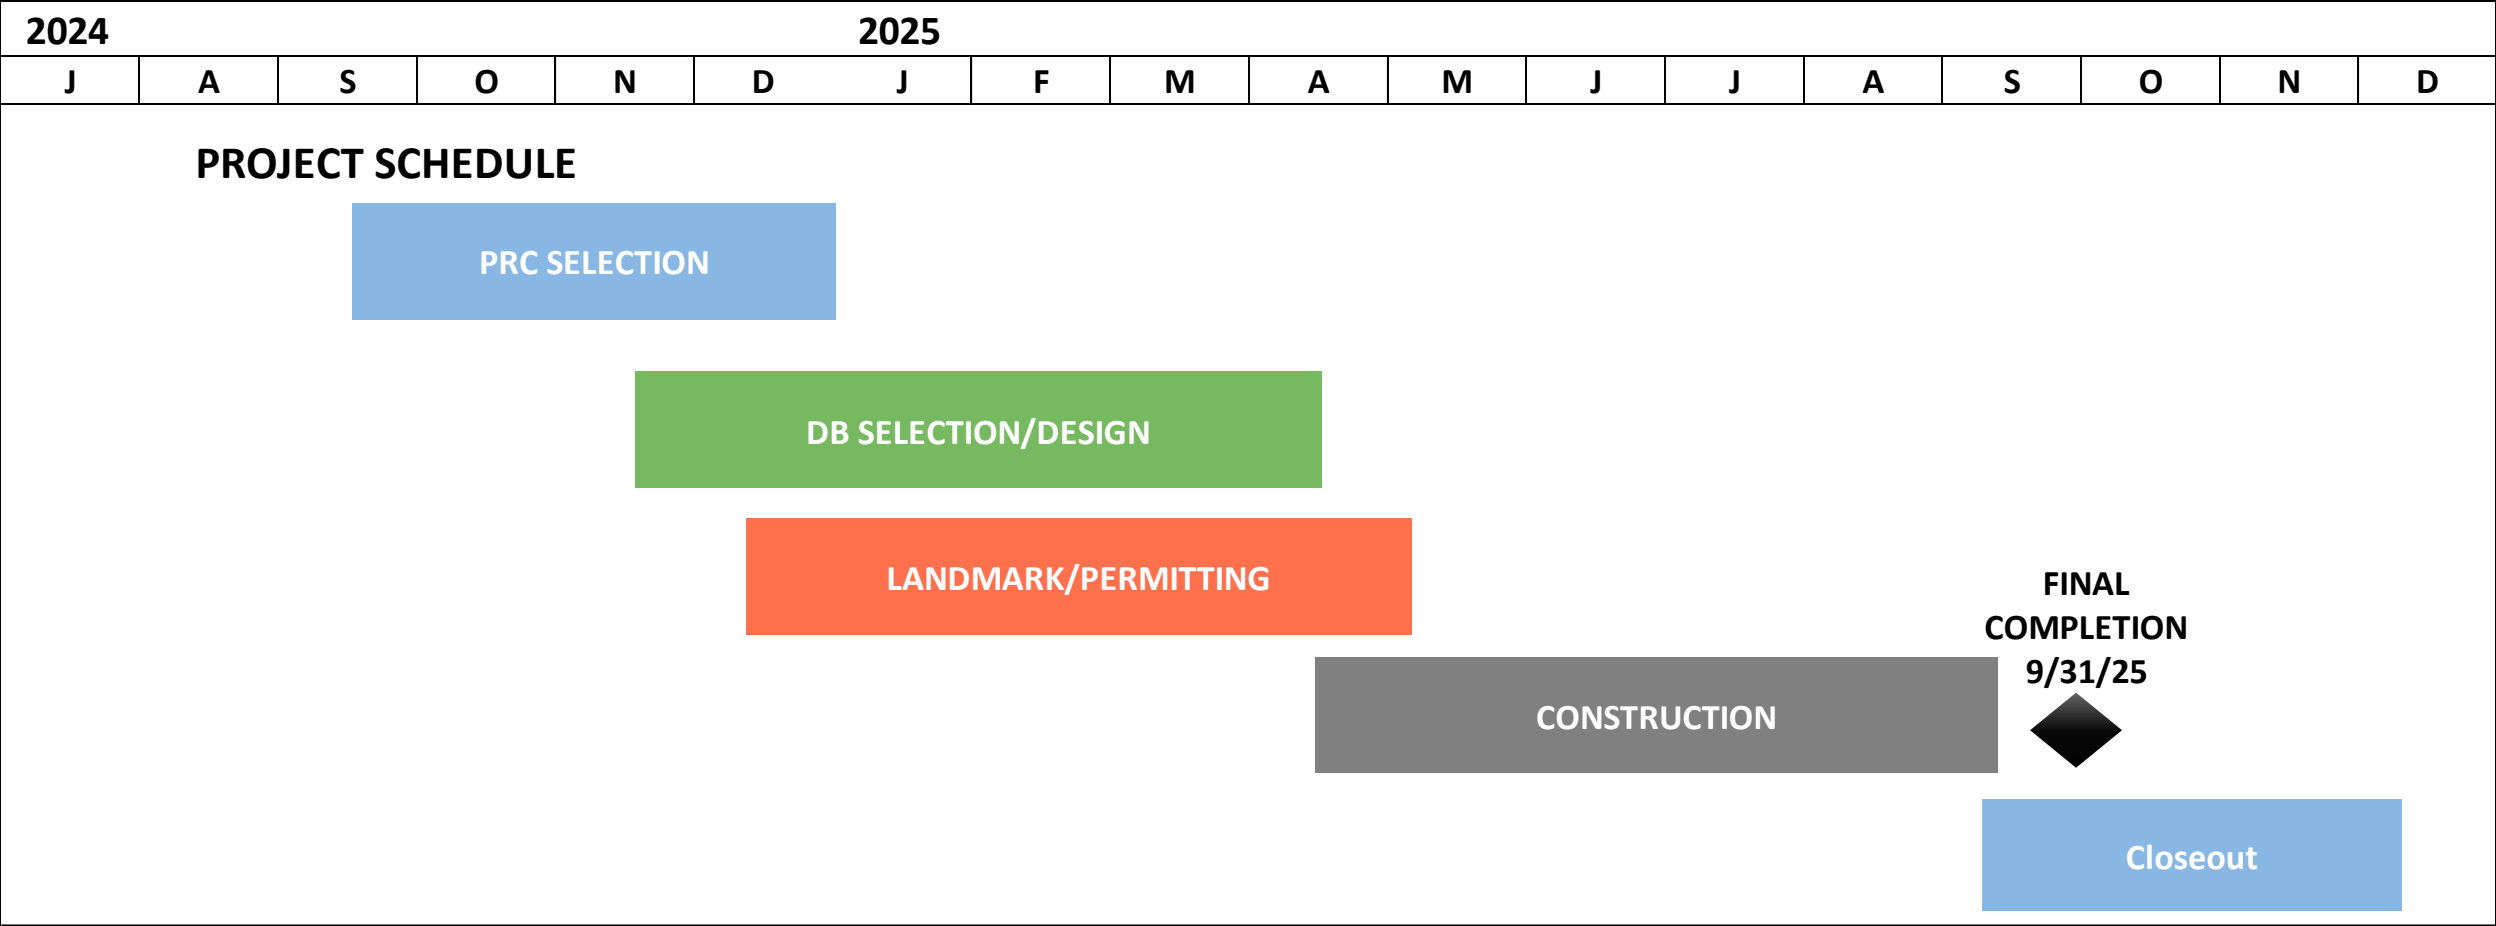 2024 2025
J A S O N D J F M A M J J A S O N D
PROJECT SCHEDULE
PRC SELECTION
DB SELECTION/DESIGN
LANDMARK/PERMITTING
FINAL
COMPLETION
9/31/25
CONSTRUCTION
Closeout